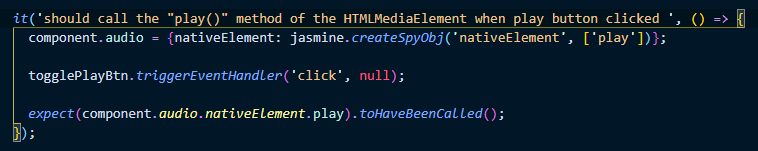 it('should call the "play()" method of the HTMLMediaElement when play button clicked ', () => {
component.audio = {nativeElement: jasmine.createSpyObj('nativeElement', ['play'])};
togglePlayBtn.triggerEventHandler('click', null);
expect(component.audio.nativeElement.play).toHaveBeenCalled();
});